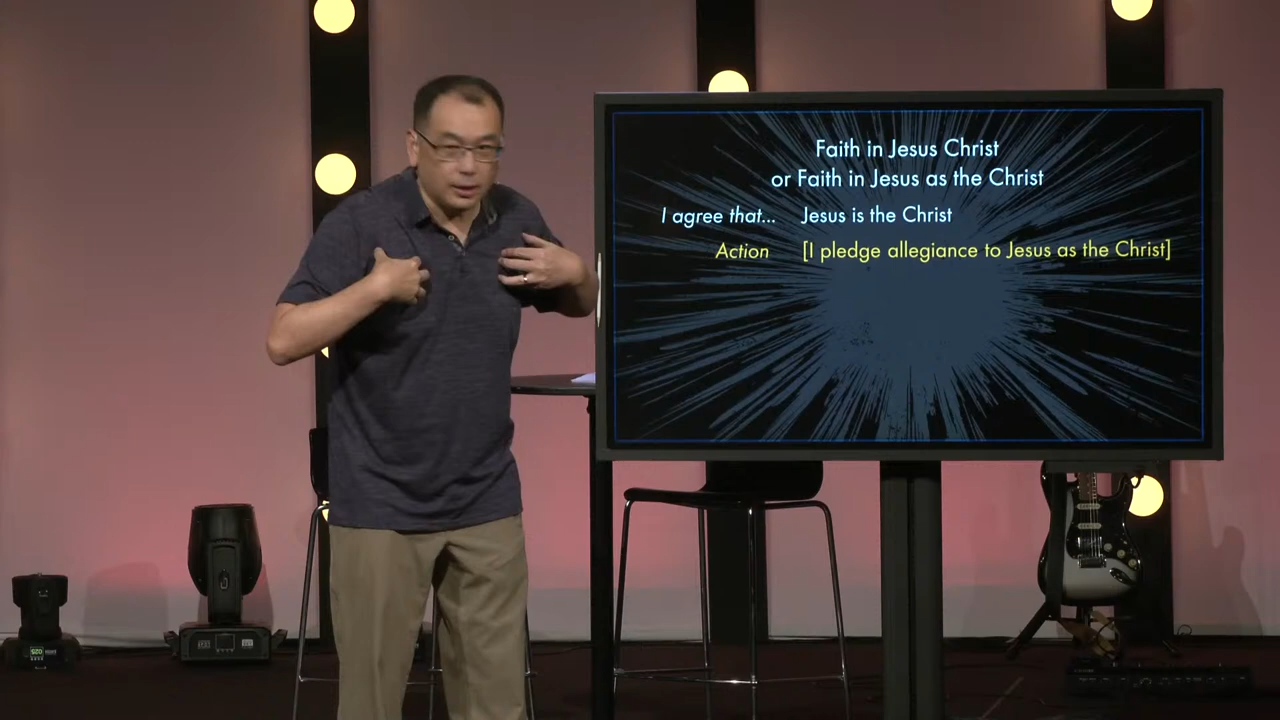 Faith in Jesus Christ
or Faith in Jesus as the Christ
I agree that... Jesus is the Christ
Action [I pledge allegiance to Jesus as the Christ]